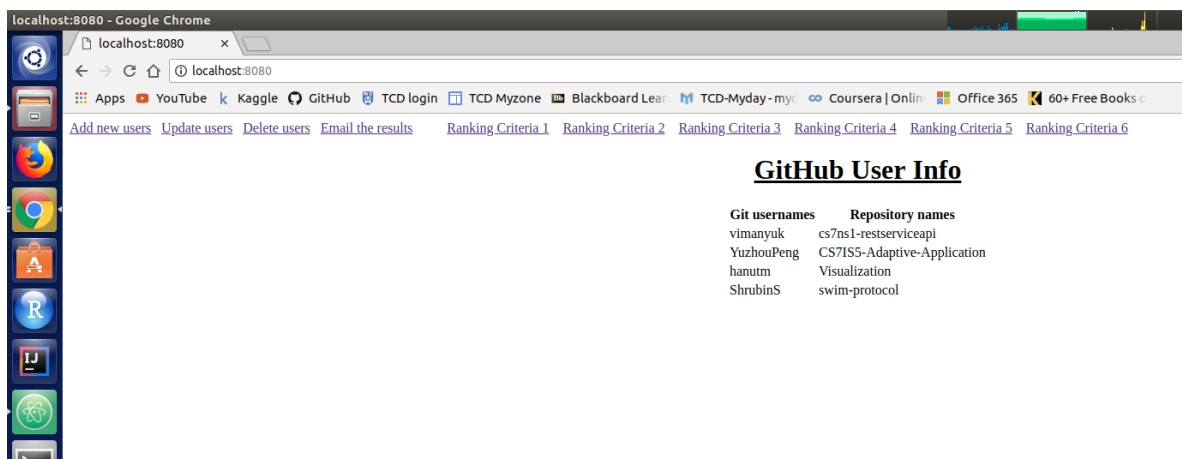 localhost:8080 - Google Chrome
localhost:8080 ×
localhost:8080
Apps YouTube k Kaggle GitHub TCD login TCD Myzone Bb Blackboard Lear TCD-Myday - myd Coursera | Onlin Office 365 K 60+ Free Books
Add new users Update users Delete users Email the results Ranking Criteria 1 Ranking Criteria 2 Ranking Criteria 3 Ranking Criteria 4 Ranking Criteria 5 Ranking Criteria 6
GitHub User Info
Git usernames Repository names
vimanyuk cs7ns1-restserviceapi
YuzhouPeng CS7IS5-Adaptive-Application
hanutm Visualization
ShrubinS swim-protocol
A
R
IJ